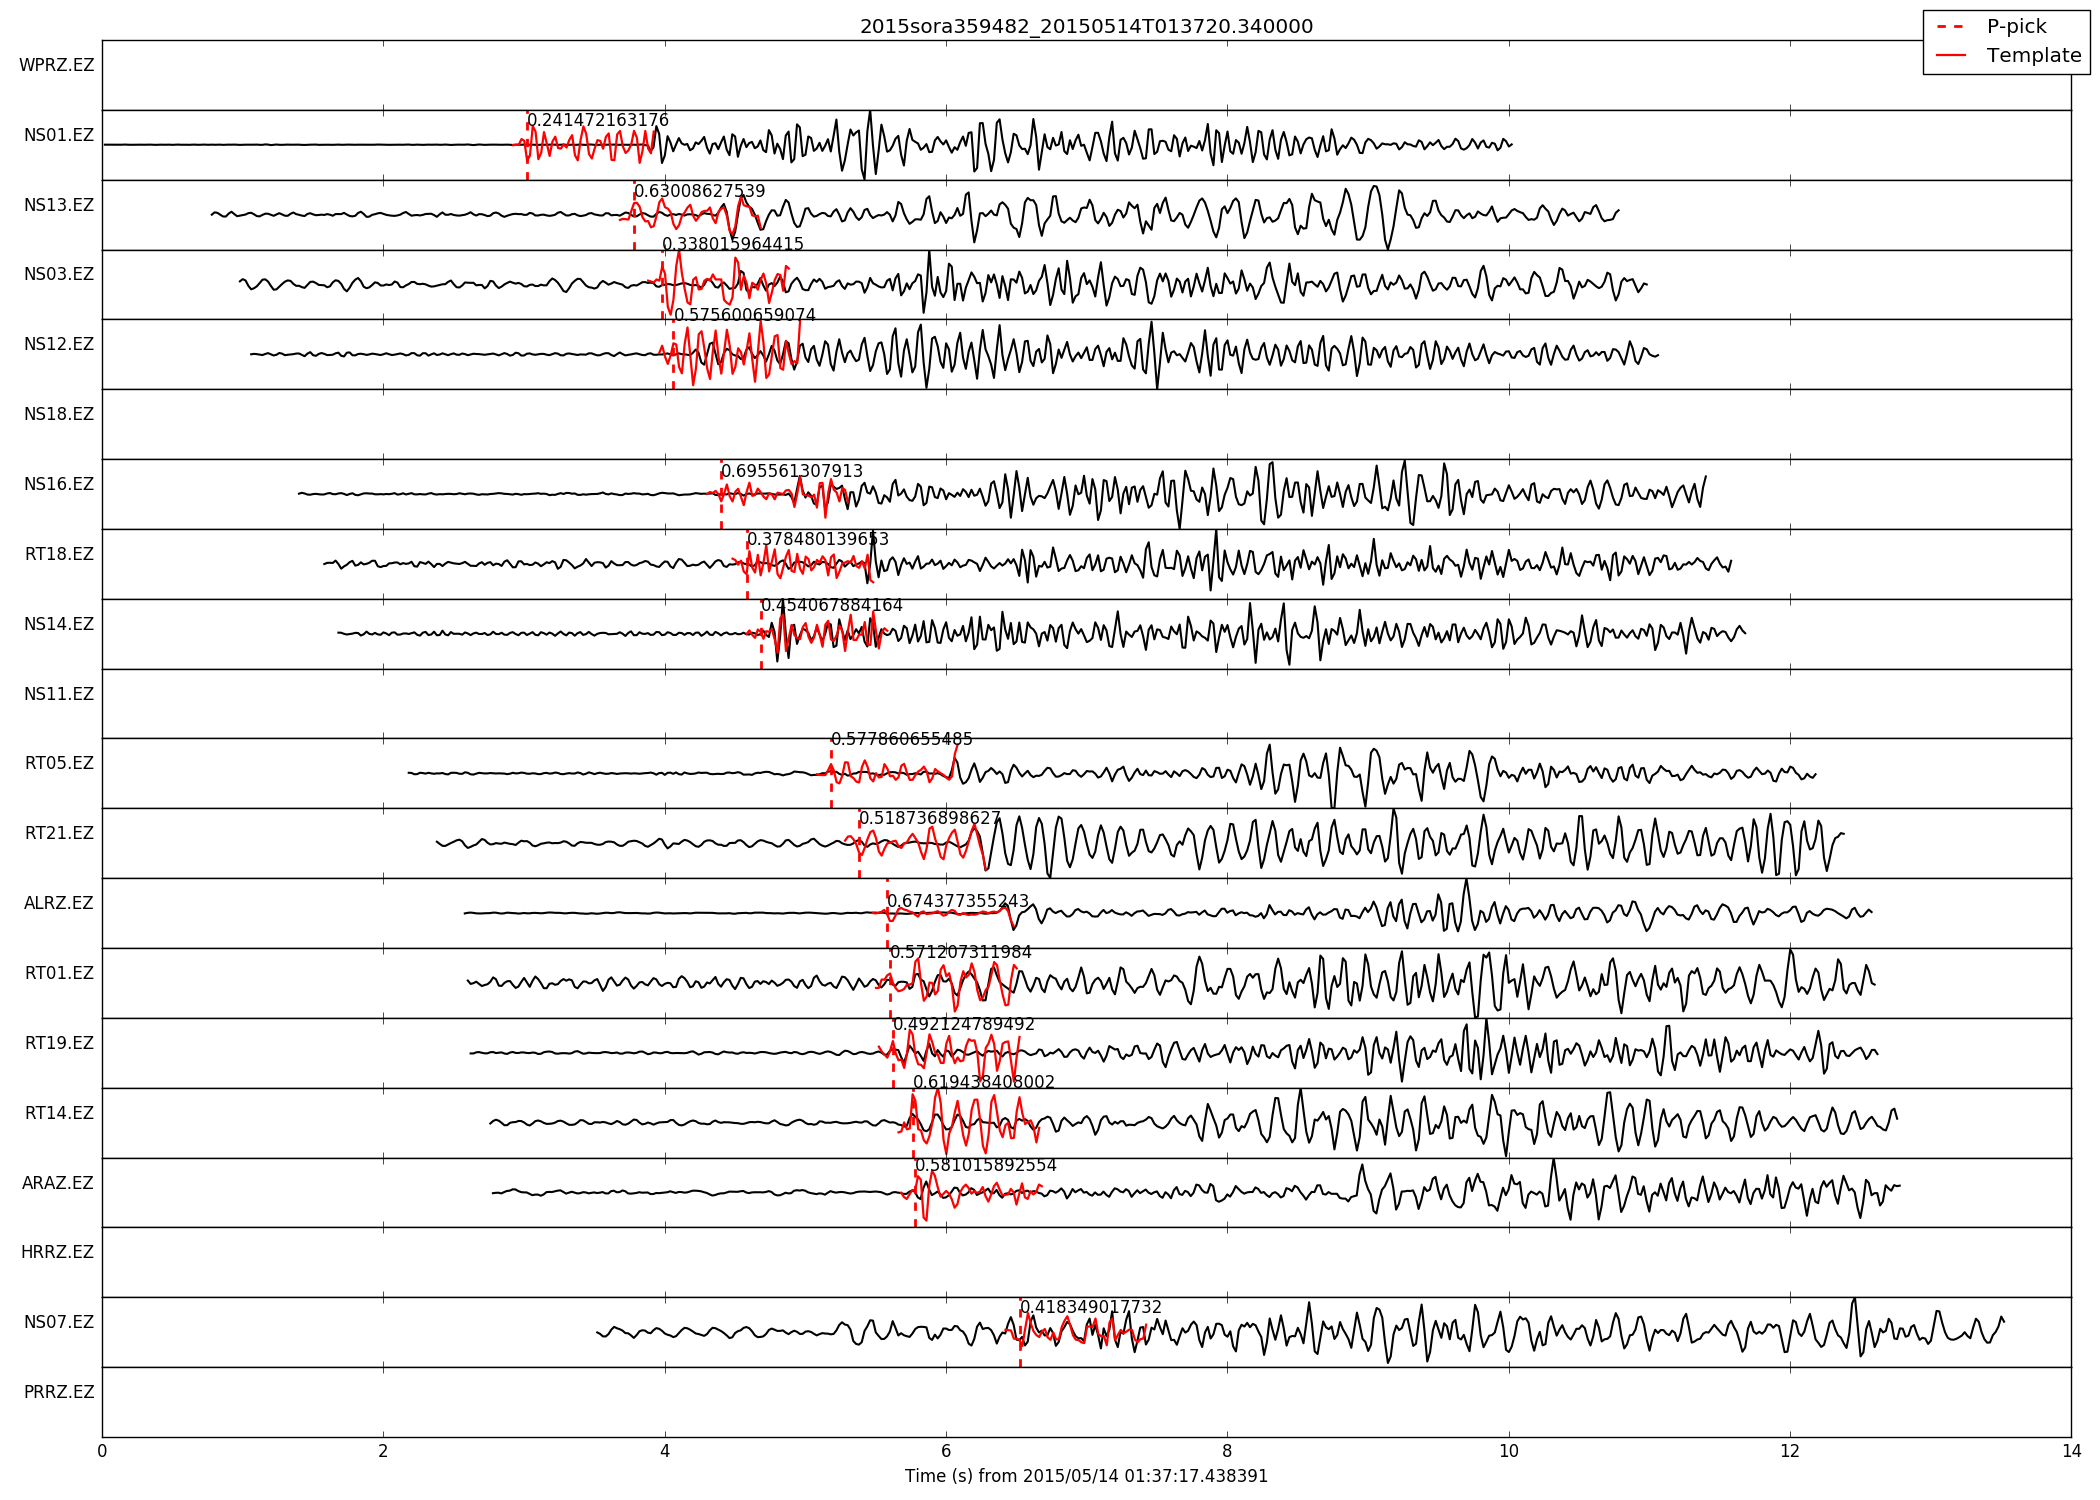 2015sora359482_20150514T013720.340000
P-pick
Template
WPRZ.EZ
NS01.EZ
0.241472163176
NS13.EZ
0.63008627539
NS03.EZ
0.338015964415
NS12.EZ
0.575600659074
NS18.EZ
NS16.EZ
0.695561307913
RT18.EZ
0.378480139653
NS14.EZ
0.454067884164
NS11.EZ
RT05.EZ
0.577860655485
RT21.EZ
0.518736898627
ALRZ.EZ
0.674377355243
RT01.EZ
0.571207311984
RT19.EZ
0.492124789492
RT14.EZ
0.619438408002
ARAZ.EZ
0.581015892554
HRRZ.EZ
NS07.EZ
0.418349017732
PRRZ.EZ
0 2 4 6 8 10 12 14
Time (s) from 2015/05/14 01:37:17.438391